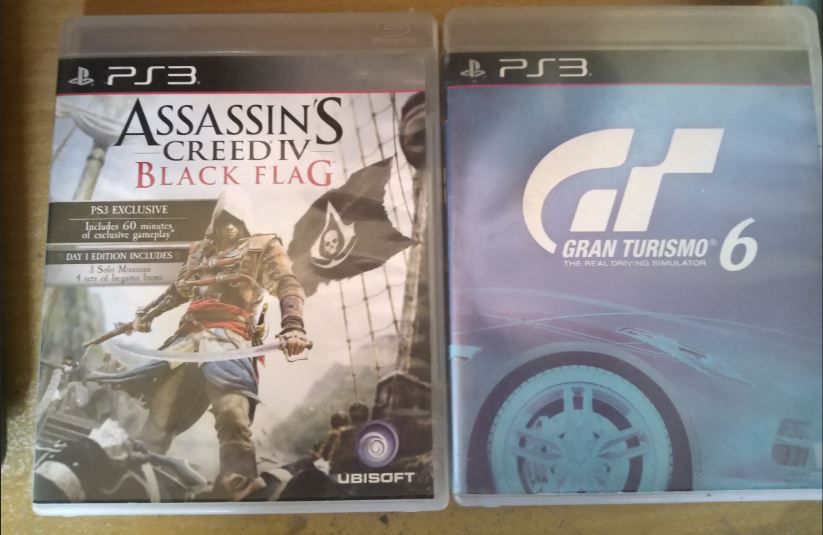 PS3
ASSASSIN'S
CREED IV
BLACK FLAG
PS3 EXCLUSIVE
Includes 60 minutes
of exclusive gameplay*
DAY 1 EDITION INCLUDES
3 Solo Missions
4 sets of In-game Items
UBISOFT
PS3
GT
GRAN TURISMO® 6
THE REAL DRIVING SIMULATOR